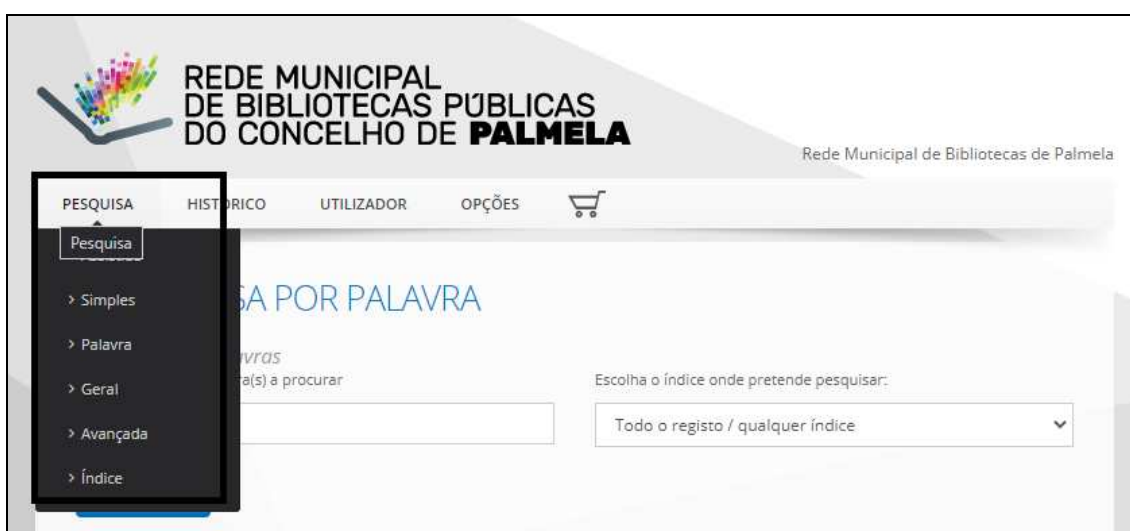 REDE MUNICIPAL
DE BIBLIOTECAS PÚBLICAS
DO CONCELHO DE PALMELA
Rede Municipal de Bibliotecas de Palmela
PESQUISA HISTÓRICO UTILIZADOR OPÇÕES
Pesquisa
> Simples
SA POR PALAVRA
> Palavra
avras
ra(s) a procurar Escolha o índice onde pretende pesquisar:
> Geral
Todo o registo / qualquer índice
> Avançada
> Índice